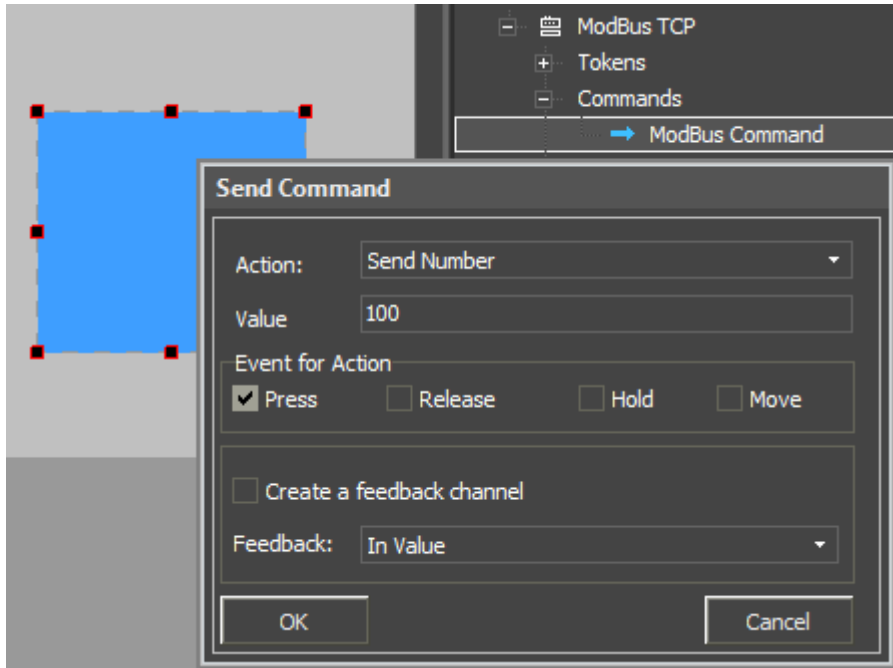 ModBus TCP
Tokens
Commands
ModBus Command
Send Command
Action: Send Number
Value 100
Event for Action
Press Release Hold Move
Create a feedback channel
Feedback: In Value
OK Cancel